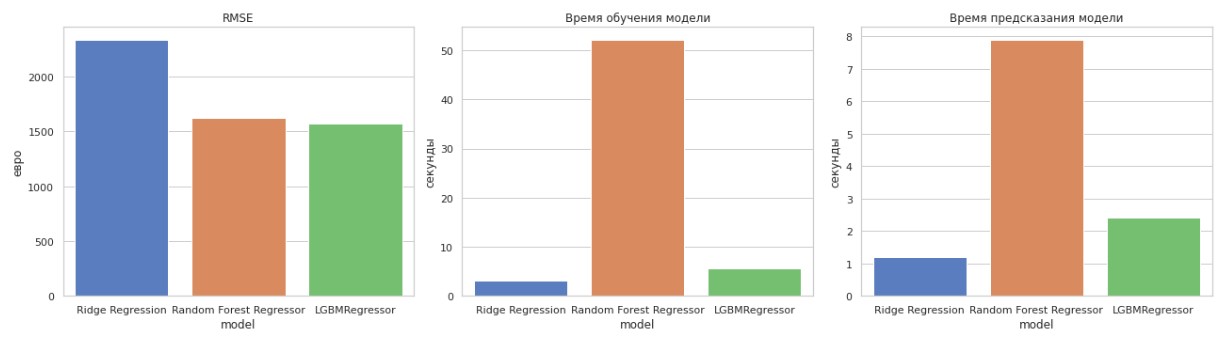 RMSE
евро
2000
1500
1000
500
0
Ridge Regression Random Forest Regressor LGBMRegressor
model
Время обучения модели
секунды
50
40
30
20
10
0
Ridge Regression Random Forest Regressor LGBMRegressor
model
Время предсказания модели
секунды
8
7
6
5
4
3
2
1
0
Ridge Regression Random Forest Regressor LGBMRegressor
model